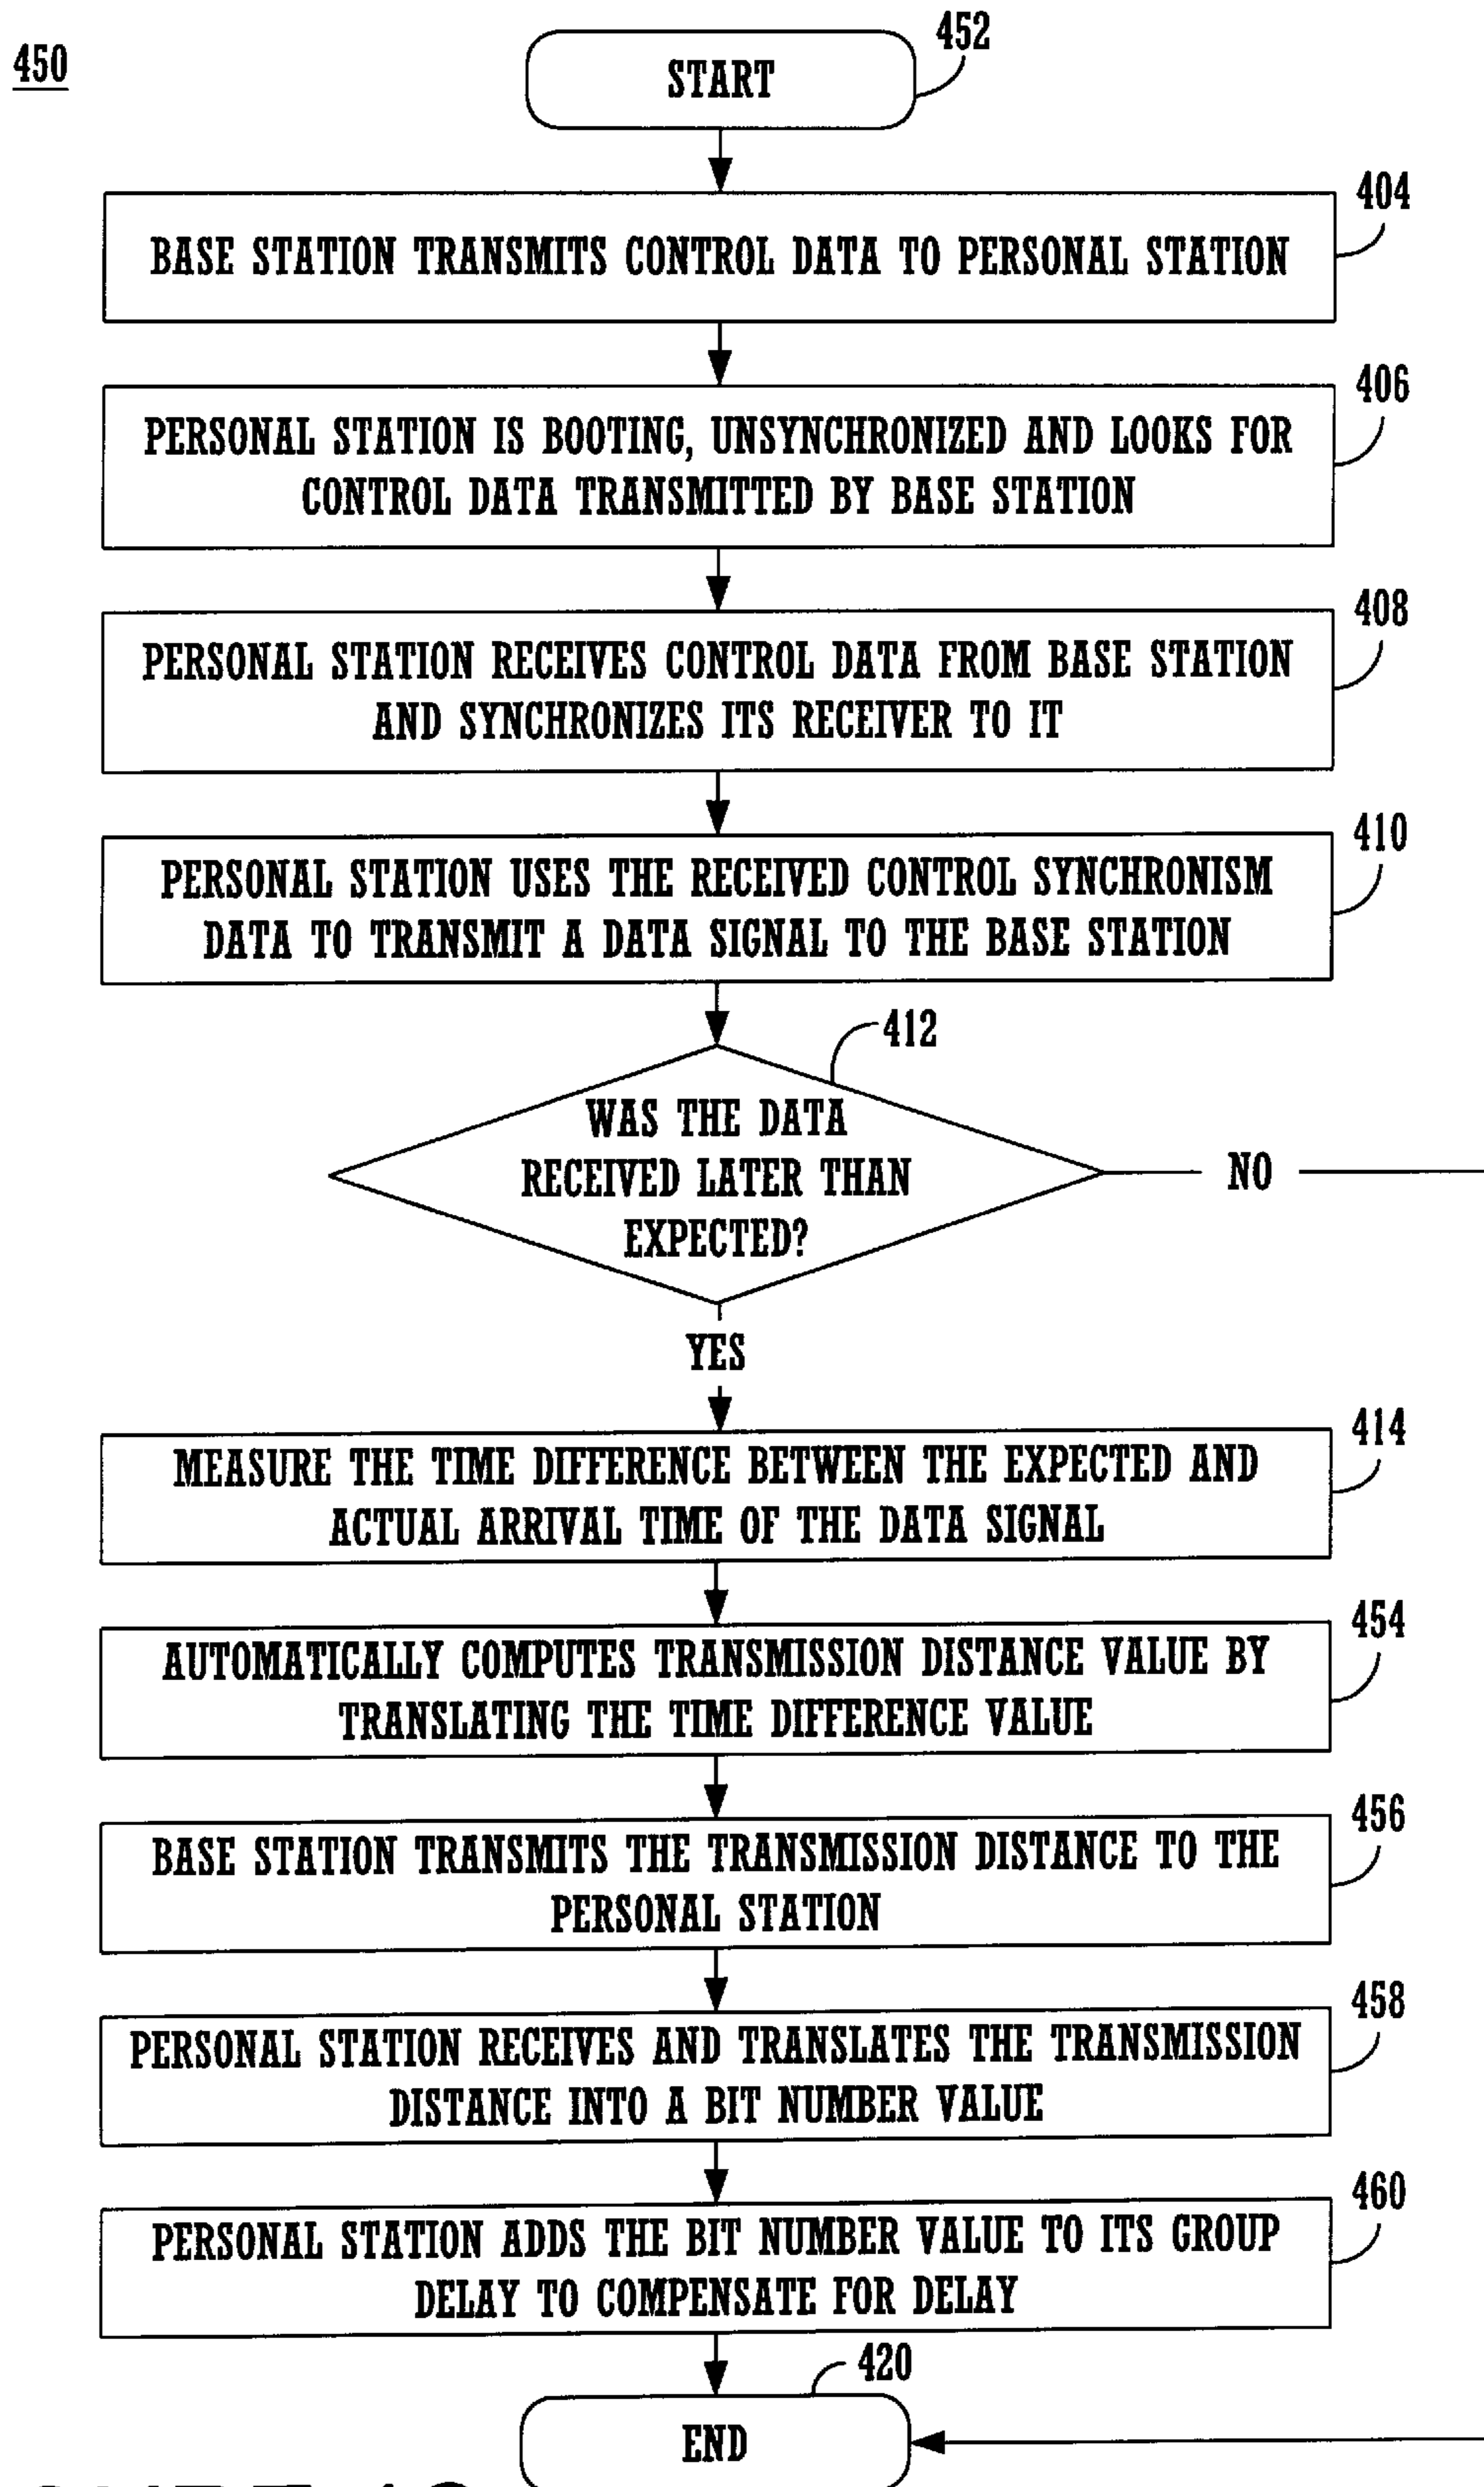 450
START
452
BASE STATION TRANSMITS CONTROL DATA TO PERSONAL STATION
404
PERSONAL STATION IS BOOTING, UNSYNCHRONIZED AND LOOKS FOR
CONTROL DATA TRANSMITTED BY BASE STATION
406
PERSONAL STATION RECEIVES CONTROL DATA FROM BASE STATION
AND SYNCHRONIZES ITS RECEIVER TO IT
408
PERSONAL STATION USES THE RECEIVED CONTROL SYNCHRONISM
DATA TO TRANSMIT A DATA SIGNAL TO THE BASE STATION
410
412
WAS THE DATA
RECEIVED LATER THAN
EXPECTED?
NO
YES
MEASURE THE TIME DIFFERENCE BETWEEN THE EXPECTED AND
ACTUAL ARRIVAL TIME OF THE DATA SIGNAL
414
AUTOMATICALLY COMPUTES TRANSMISSION DISTANCE VALUE BY
TRANSLATING THE TIME DIFFERENCE VALUE
454
BASE STATION TRANSMITS THE TRANSMISSION DISTANCE TO THE
PERSONAL STATION
456
PERSONAL STATION RECEIVES AND TRANSLATES THE TRANSMISSION
DISTANCE INTO A BIT NUMBER VALUE
458
PERSONAL STATION ADDS THE BIT NUMBER VALUE TO ITS GROUP
DELAY TO COMPENSATE FOR DELAY
460
420
END